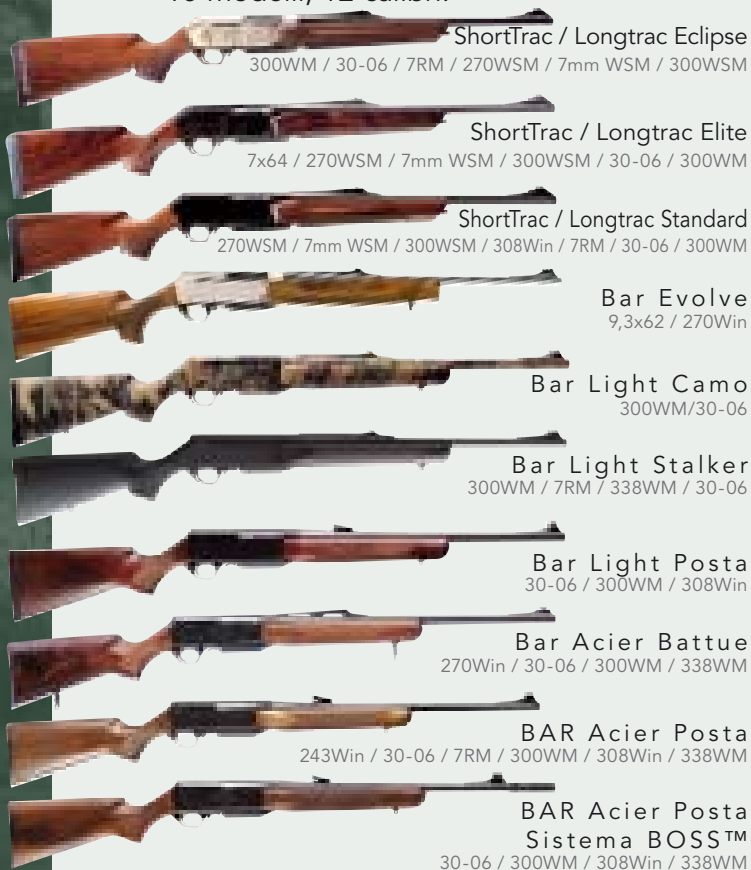 ShortTrac / Longtrac Eclipse
300WM / 30-06 / 7RM / 270WSM / 7mm WSM / 300WSM
ShortTrac / Longtrac Elite
7x64 / 270WSM / 7mm WSM / 300WSM / 30-06 / 300WM
ShortTrac / Longtrac Standard
270WSM / 7mm WSM / 300WSM / 308Win / 7RM / 30-06 / 300WM
Bar Evolve
9,3x62 / 270Win
Bar Light Camo
300WM/30-06
Bar Light Stalker
300WM / 7RM / 338WM / 30-06
Bar Light Posta
30-06 / 300WM / 308Win
Bar Acier Battue
270Win / 30-06 / 300WM / 338WM
BAR Acier Posta
243Win / 30-06 / 7RM / 300WM / 308Win / 338WM
BAR Acier Posta
Sistema BOSS™
30-06 / 300WM / 308Win / 338WM